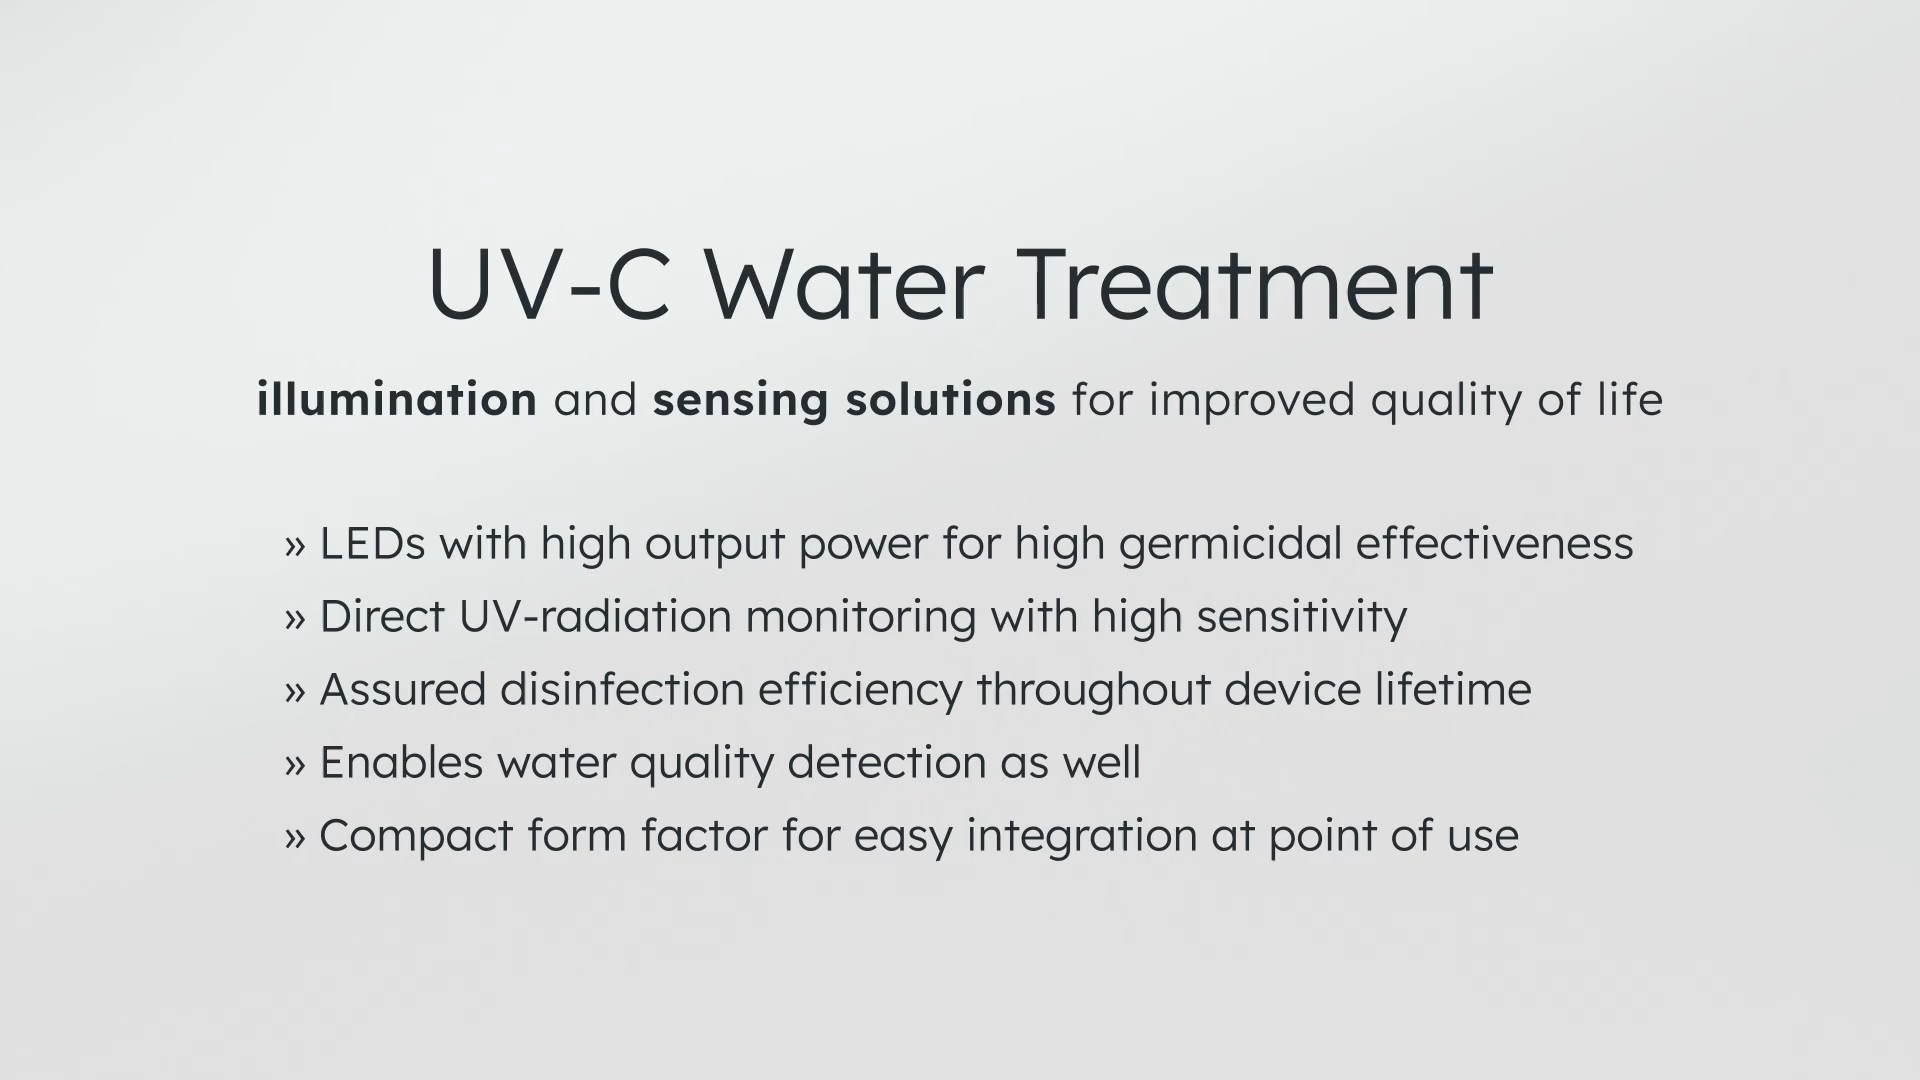 UV-C Water Treatment
illumination and sensing solutions for improved quality of life
» LEDs with high output power for high germicidal effectiveness
» Direct UV-radiation monitoring with high sensitivity
» Assured disinfection efficiency throughout device lifetime
» Enables water quality detection as well
» Compact form factor for easy integration at point of use